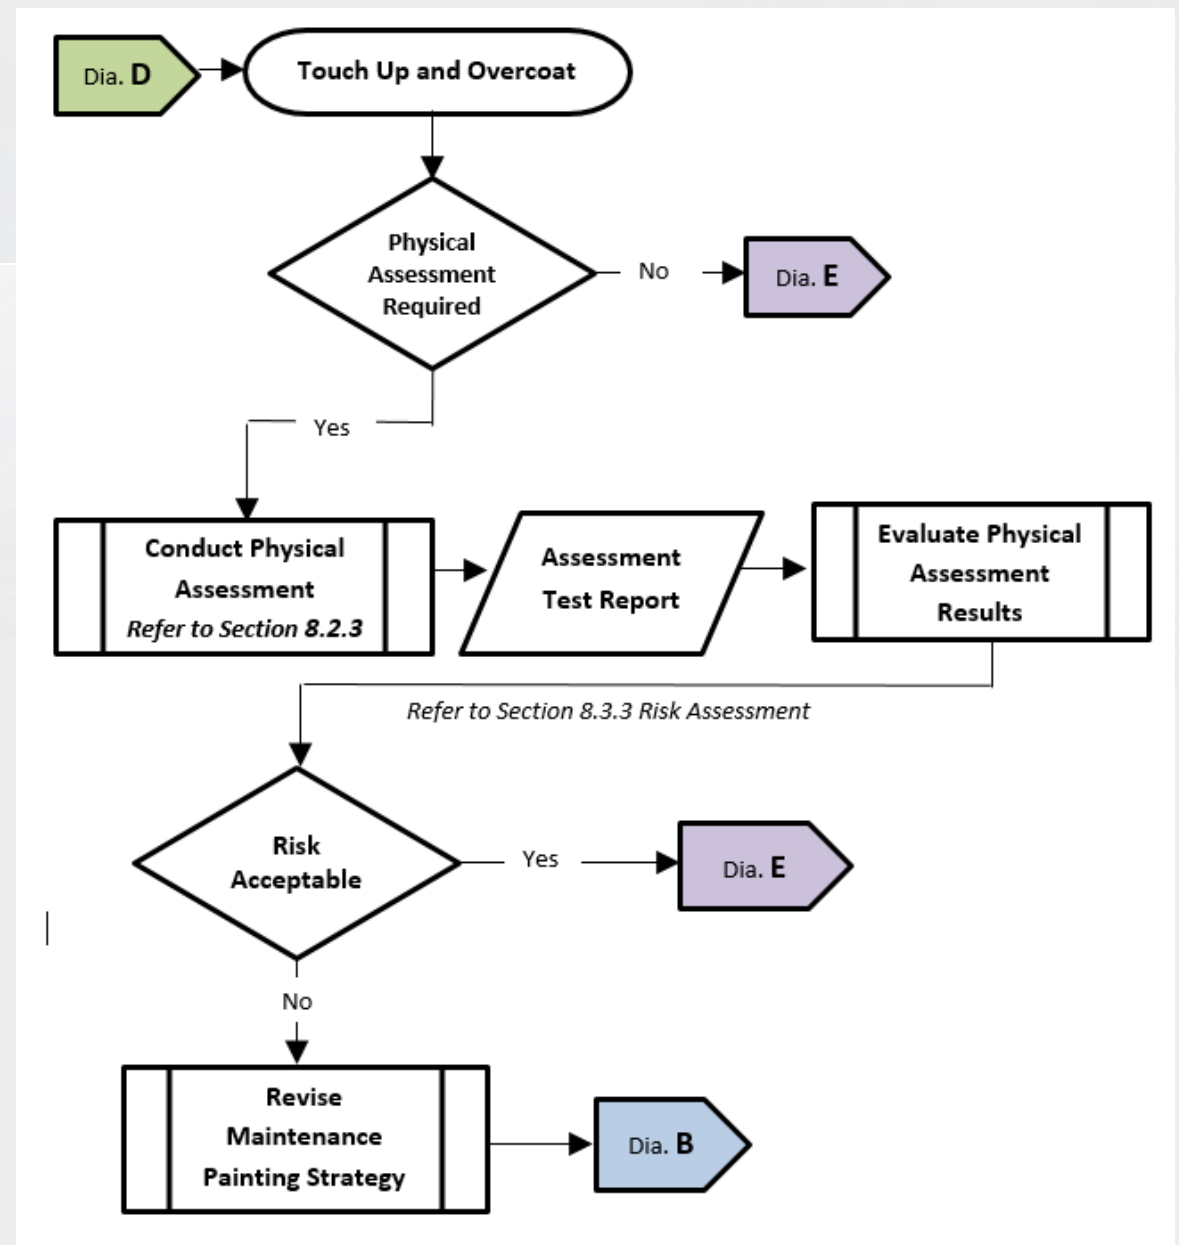 Dia. D
Touch Up and Overcoat
Physical
Assessment
Required
No
Dia. E
Yes
Conduct Physical
Assessment
Refer to Section 8.2.3
Assessment
Test Report
Evaluate Physical
Assessment
Results
Refer to Section 8.3.3 Risk Assessment
Risk
Acceptable
Yes
Dia. E
No
Revise
Maintenance
Painting Strategy
Dia. B